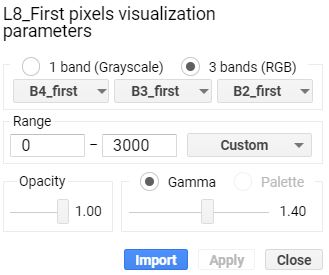 L8_First pixels visualization
parameters
1 band (Grayscale) 3 bands (RGB)
B4_first B3_first B2_first
Range
0 – 3000 Custom
Opacity Gamma Palette
1.00 1.40
Import Apply Close